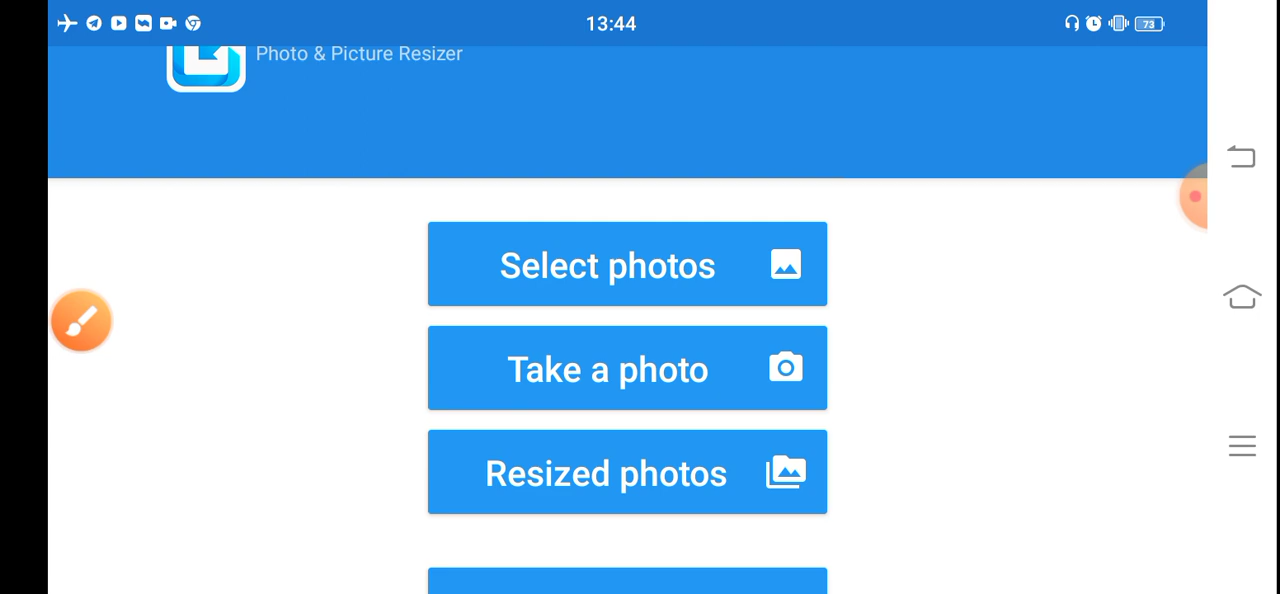 13:44
73
Photo & Picture Resizer
Select photos
Take a photo
Resized photos